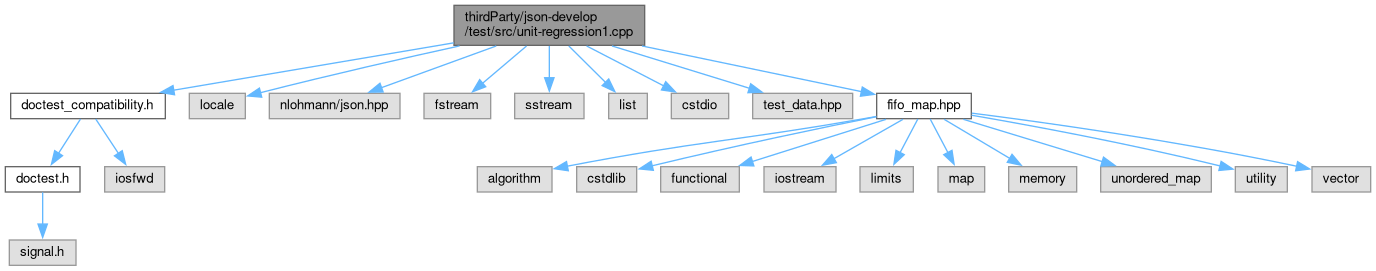 thirdParty/json-develop
/test/src/unit-regression1.cpp
doctest_compatibility.h
locale
nlohmann/json.hpp
fstream
sstream
list
cstdio
test_data.hpp
fifo_map.hpp
doctest.h
iosfwd
algorithm
cstdlib
functional
iostream
limits
map
memory
unordered_map
utility
vector
signal.h